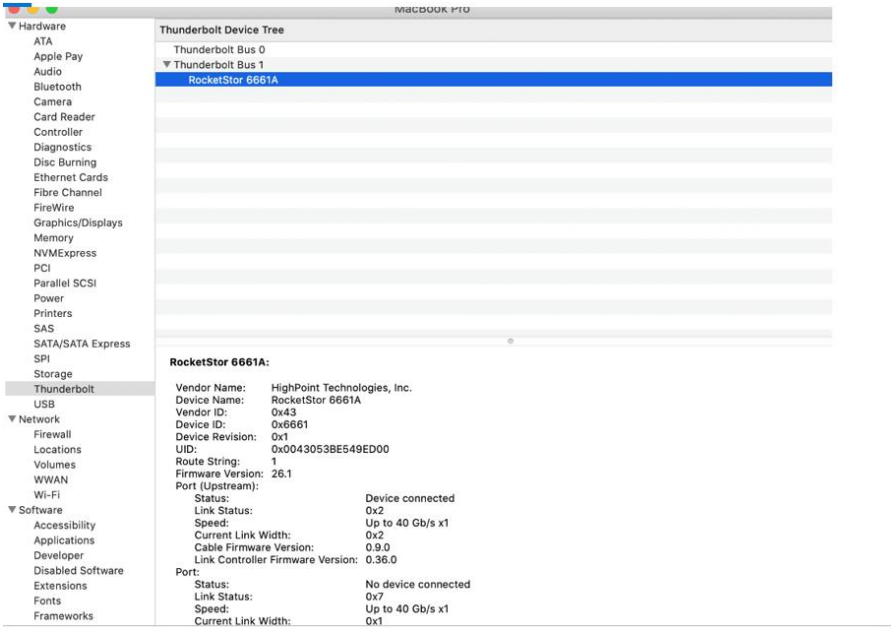 MacBook Pro
Hardware
ATA
Apple Pay
Audio
Bluetooth
Camera
Card Reader
Controller
Diagnostics
Disc Burning
Ethernet Cards
Fibre Channel
FireWire
Graphics/Displays
Memory
NVMExpress
PCI
Parallel SCSI
Power
Printers
SAS
SATA/SATA Express
SPI
Storage
Thunderbolt
USB
Network
Firewall
Locations
Volumes
WWAN
Wi-Fi
Software
Accessibility
Applications
Developer
Disabled Software
Extensions
Fonts
Frameworks
Thunderbolt Device Tree
Thunderbolt Bus 0
Thunderbolt Bus 1
RocketStor 6661A
RocketStor 6661A:
Vendor Name: HighPoint Technologies, Inc.
Device Name: RocketStor 6661A
Vendor ID: 0x43
Device ID: 0x6661
Device Revision: 0x1
UID: 0x0043053BE549ED00
Route String: 1
Firmware Version: 26.1
Port (Upstream):
Status: Device connected
Link Status: 0x2
Speed: Up to 40 Gb/s x1
Current Link Width: 0x2
Cable Firmware Version: 0.9.0
Link Controller Firmware Version: 0.36.0
Port:
Status: No device connected
Link Status: 0x7
Speed: Up to 40 Gb/s x1
Current Link Width: 0x1